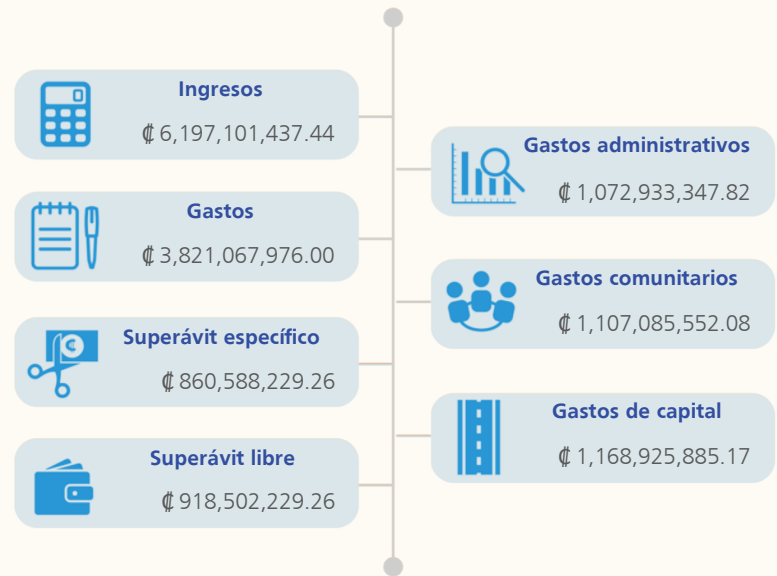 Ingresos
₡ 6,197,101,437.44
Gastos
₡ 3,821,067,976.00
Superávit específico
₡ 860,588,229.26
Superávit libre
₡ 918,502,229.26
Gastos administrativos
₡ 1,072,933,347.82
Gastos comunitarios
₡ 1,107,085,552.08
Gastos de capital
₡ 1,168,925,885.17